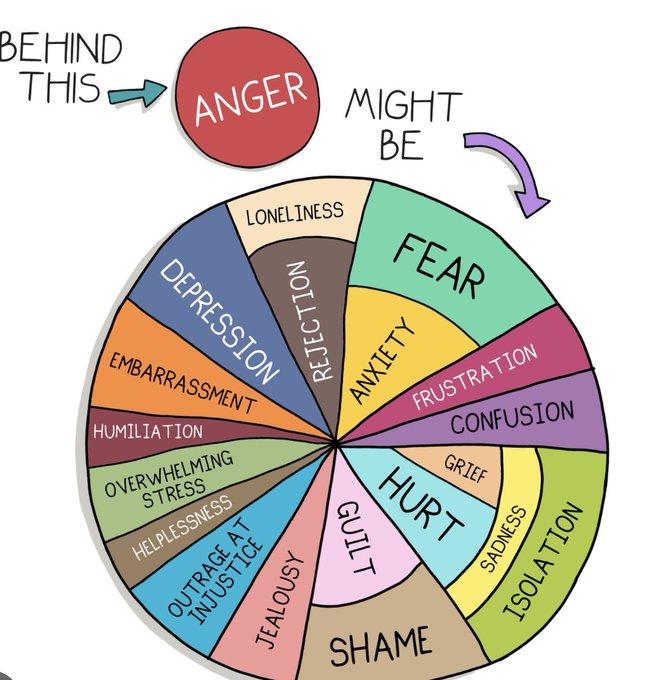 BEHIND
THIS
ANGER
MIGHT
BE
LONELINESS
REJECTION
FEAR
ANXIETY
FRUSTRATION
CONFUSION
GRIEF
HURT
SADNESS
ISOLATION
GUILT
SHAME
JEALOUSY
OUTRAGE AT
INJUSTICE
HELPLESSNESS
OVERWHELMING
STRESS
HUMILIATION
EMBARRASSMENT
DEPRESSION